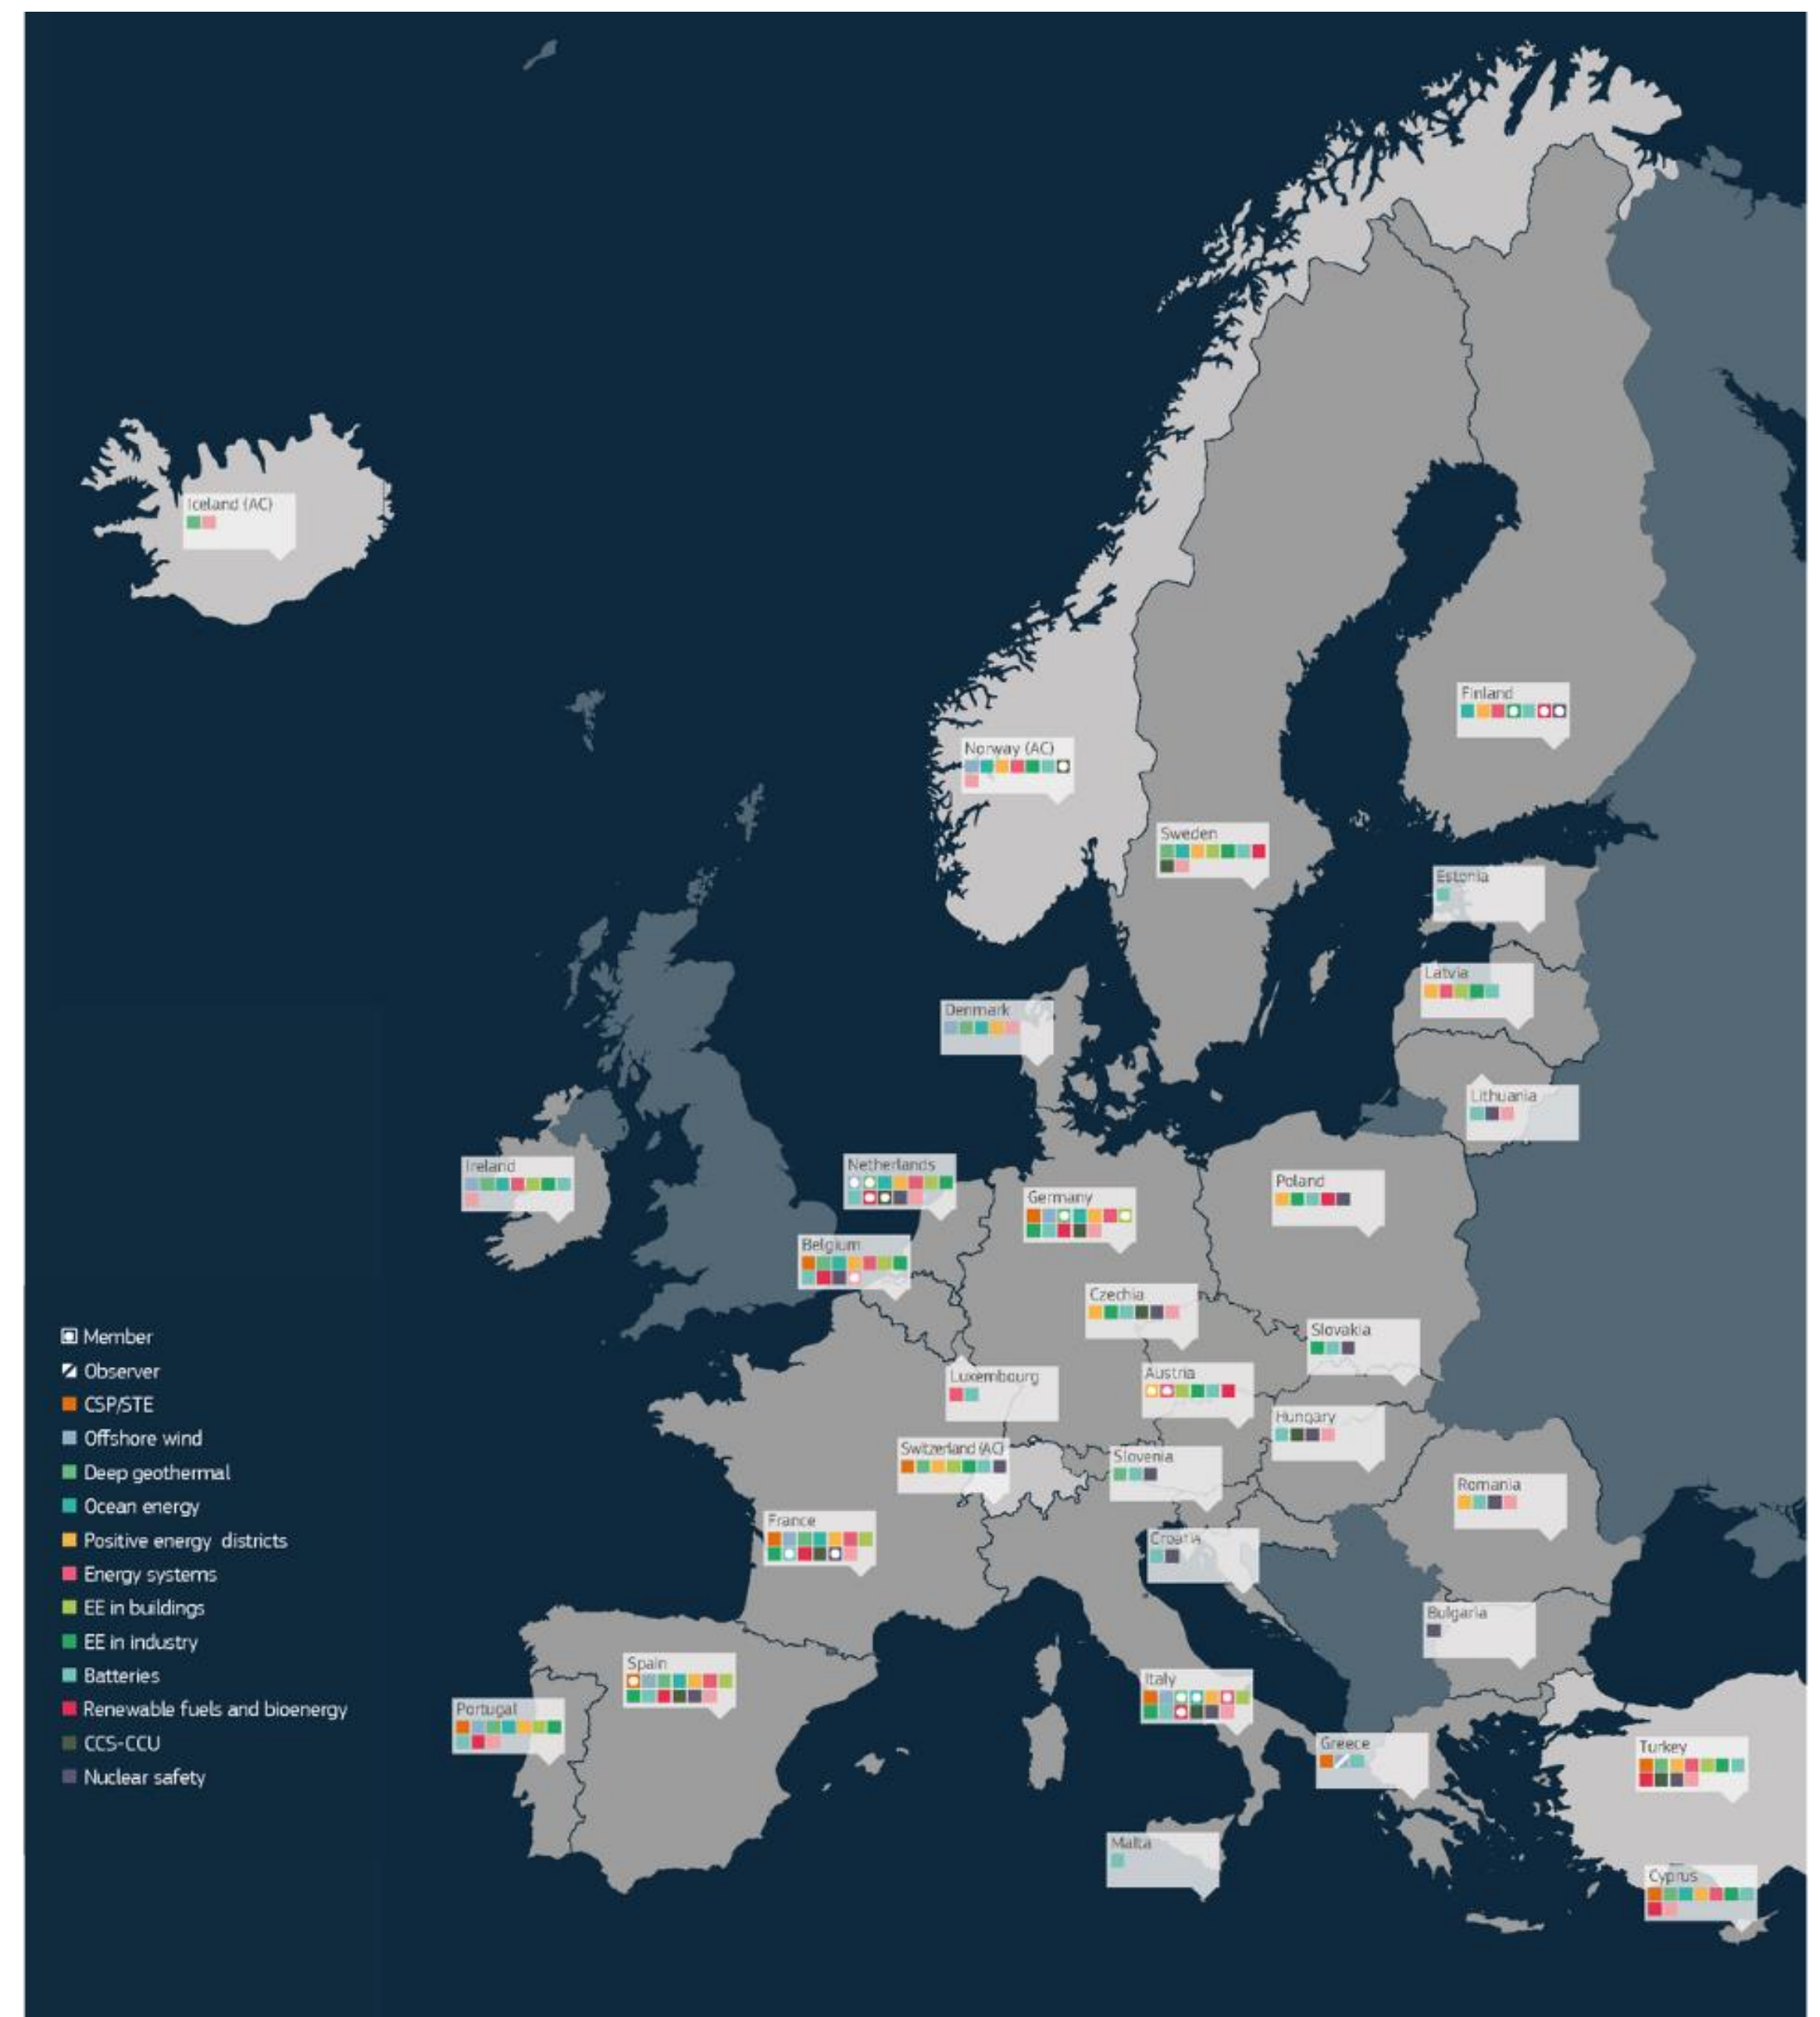 Iceland (AC)
Finland
Norway (AC)
Sweden
Estonia
Latvia
Denmark
Lithuania
Ireland
Netherlands
Poland
Germany
Belgium
Czechia
Slovakia
Luxembourg
Austria
Hungary
Switzerland (AC)
Slovenia
Romania
France
Croatia
Bulgaria
Spain
Italy
Portugal
Greece
Turkey
Malta
Cyprus
Member
Observer
CSP/STE
Offshore wind
Deep geothermal
Ocean energy
Positive energy districts
Energy systems
EE in buildings
EE in industry
Batteries
Renewable fuels and bioenergy
CCS-CCU
Nuclear safety